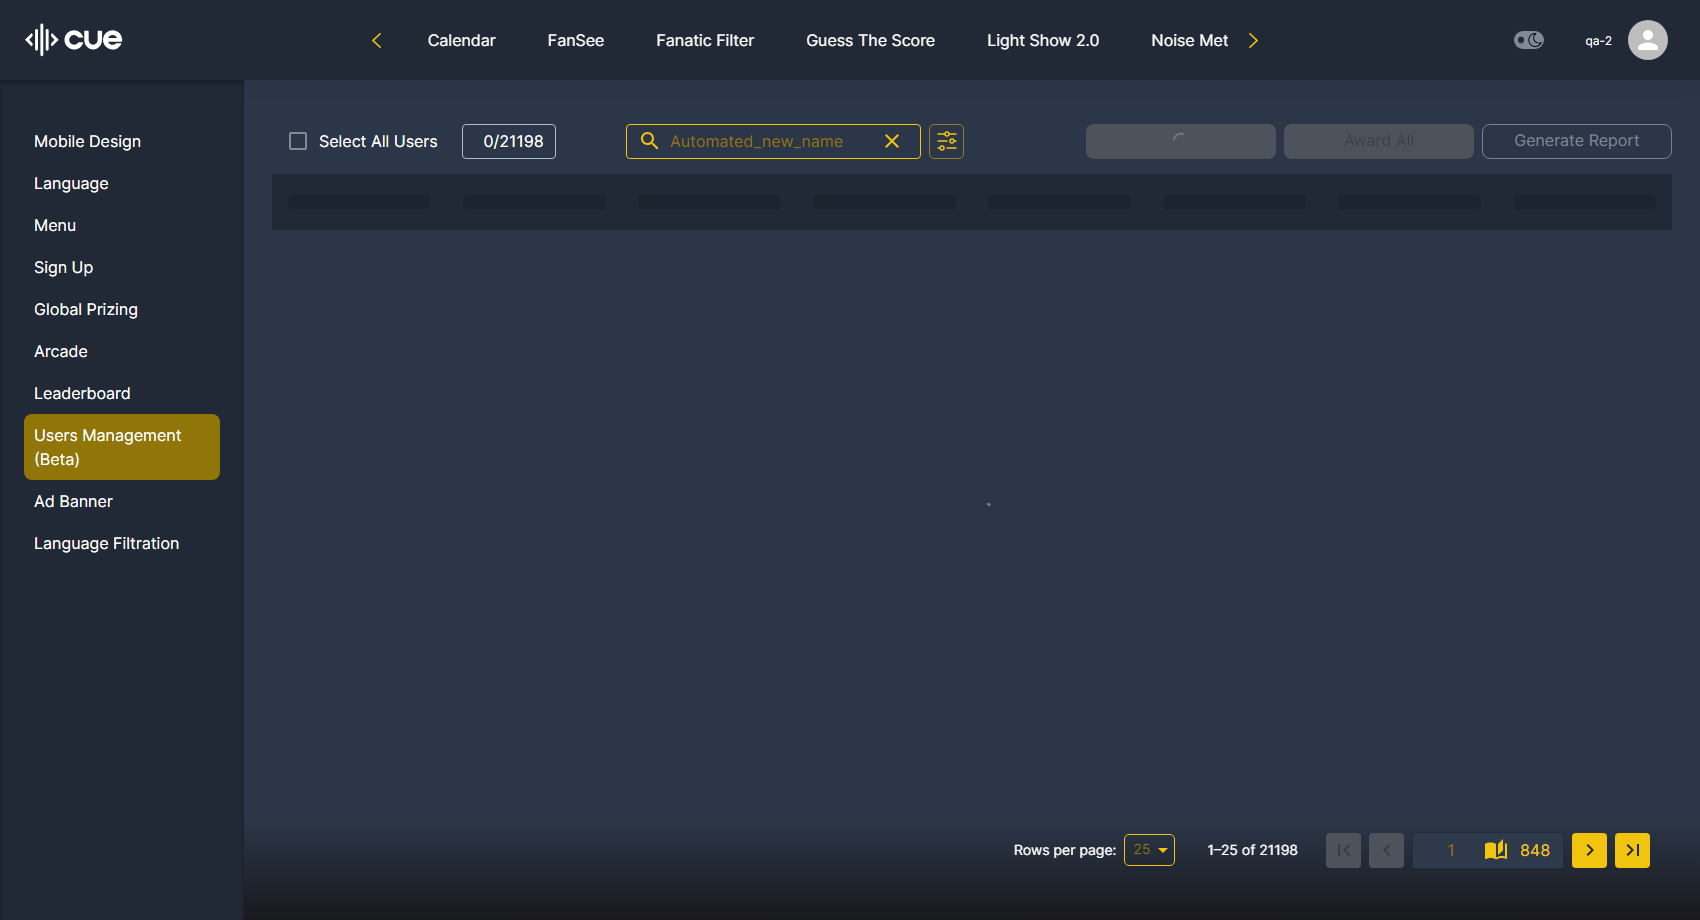 cue
Calendar
FanSee
Fanatic Filter
Guess The Score
Light Show 2.0
Noise Met
qa-2
Mobile Design
Language
Menu
Sign Up
Global Prizing
Arcade
Leaderboard
Users Management
(Beta)
Ad Banner
Language Filtration
Select All Users
0/21198
Automated_new_name
Award All
Generate Report
Rows per page:
25
1–25 of 21198
1
848